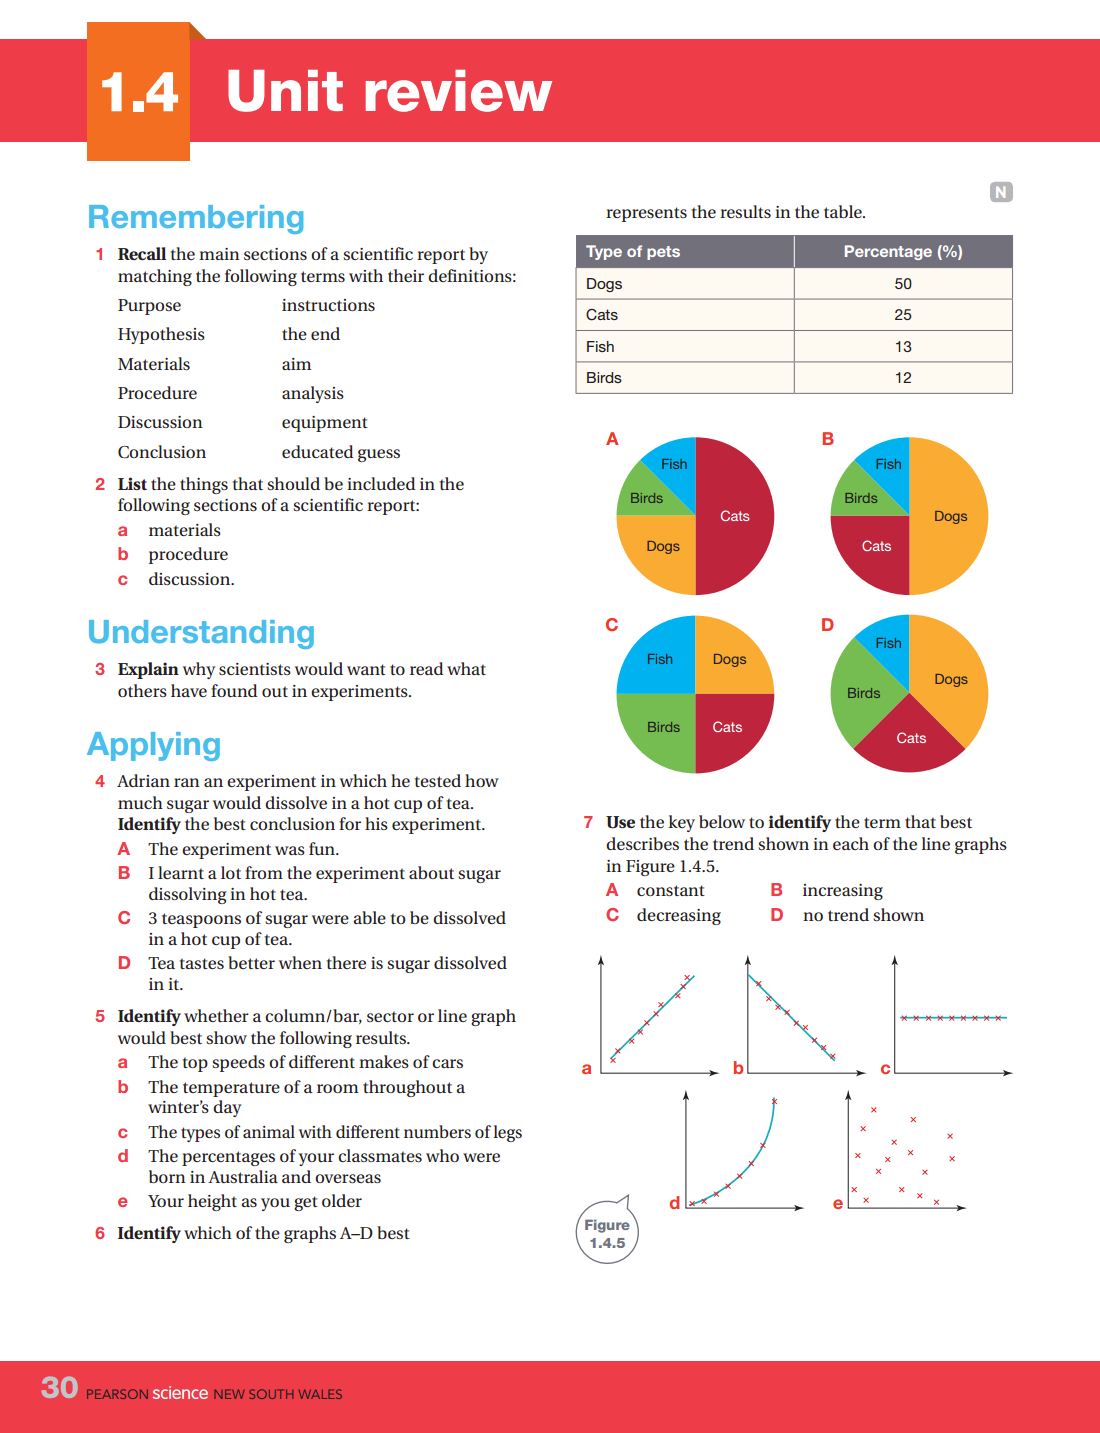 1.4 Unit review
Remembering
1 Recall the main sections of a scientific report by
matching the following terms with their definitions:
Purpose instructions
Hypothesis the end
Materials aim
Procedure analysis
Discussion equipment
Conclusion educated guess
2 List the things that should be included in the
following sections of a scientific report:
a materials
b procedure
c discussion.
Understanding
3 Explain why scientists would want to read what
others have found out in experiments.
Applying
4 Adrian ran an experiment in which he tested how
much sugar would dissolve in a hot cup of tea.
Identify the best conclusion for his experiment.
A The experiment was fun.
B I learnt a lot from the experiment about sugar
dissolving in hot tea.
C 3 teaspoons of sugar were able to be dissolved
in a hot cup of tea.
D Tea tastes better when there is sugar dissolved
in it.
5 Identify whether a column/bar, sector or line graph
would best show the following results.
a The top speeds of different makes of cars
b The temperature of a room throughout a
winter's day
c The types of animal with different numbers of legs
d The percentages of your classmates who were
born in Australia and overseas
e Your height as you get older
6 Identify which of the graphs A–D best
N
represents the results in the table.
Type of pets Percentage (%)
Dogs 50
Cats 25
Fish 13
Birds 12
A
Fish
Birds
Cats
Dogs
B
Fish
Birds
Dogs
Cats
C
Fish Dogs
Birds Cats
D
Fish
Dogs
Birds
Cats
7 Use the key below to identify the term that best
describes the trend shown in each of the line graphs
in Figure 1.4.5.
A constant B increasing
C decreasing D no trend shown
a b c
d e
Figure
1.4.5
30 PEARSON science NEW SOUTH WALES